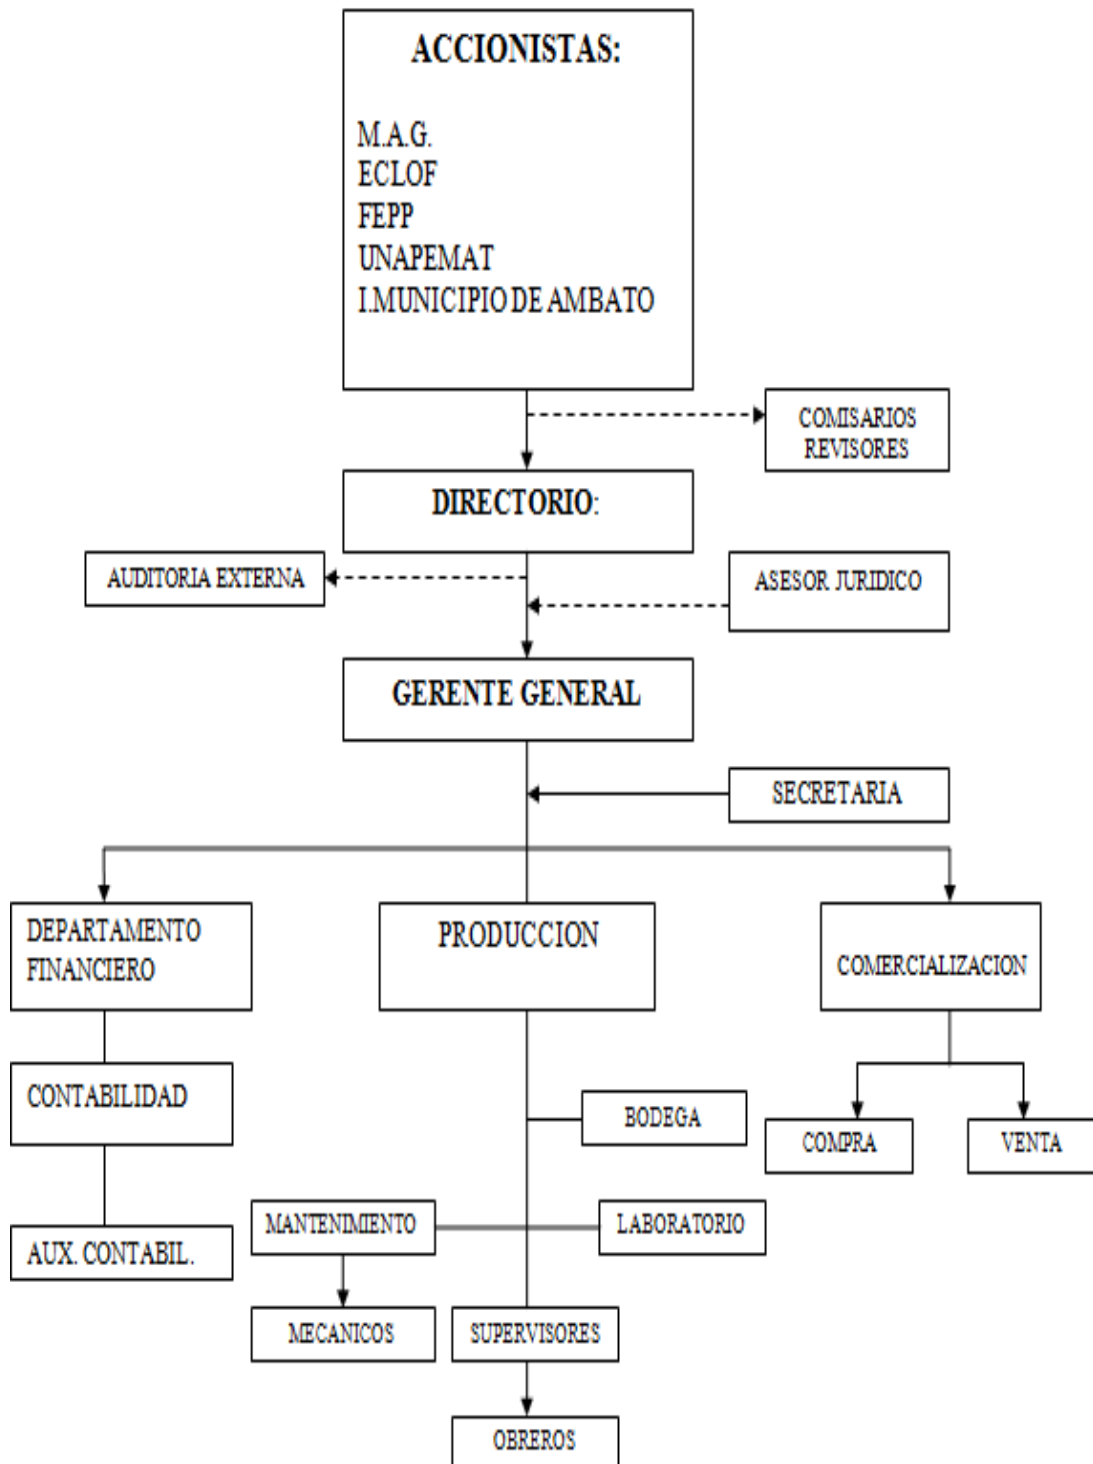 ACCIONISTAS:
M.A.G.
ECLOF
FEPP
UNAPEMAT
I.MUNICIPIO DE AMBATO
COMISARIOS
REVISORES
DIRECTORIO:
AUDITORIA EXTERNA
ASESOR JURIDICO
GERENTE GENERAL
SECRETARIA
DEPARTAMENTO
FINANCIERO
PRODUCCION
COMERCIALIZACION
CONTABILIDAD
BODEGA
COMPRA
VENTA
MANTENIMIENTO
LABORATORIO
AUX. CONTABIL.
MECANICOS
SUPERVISORES
OBREROS